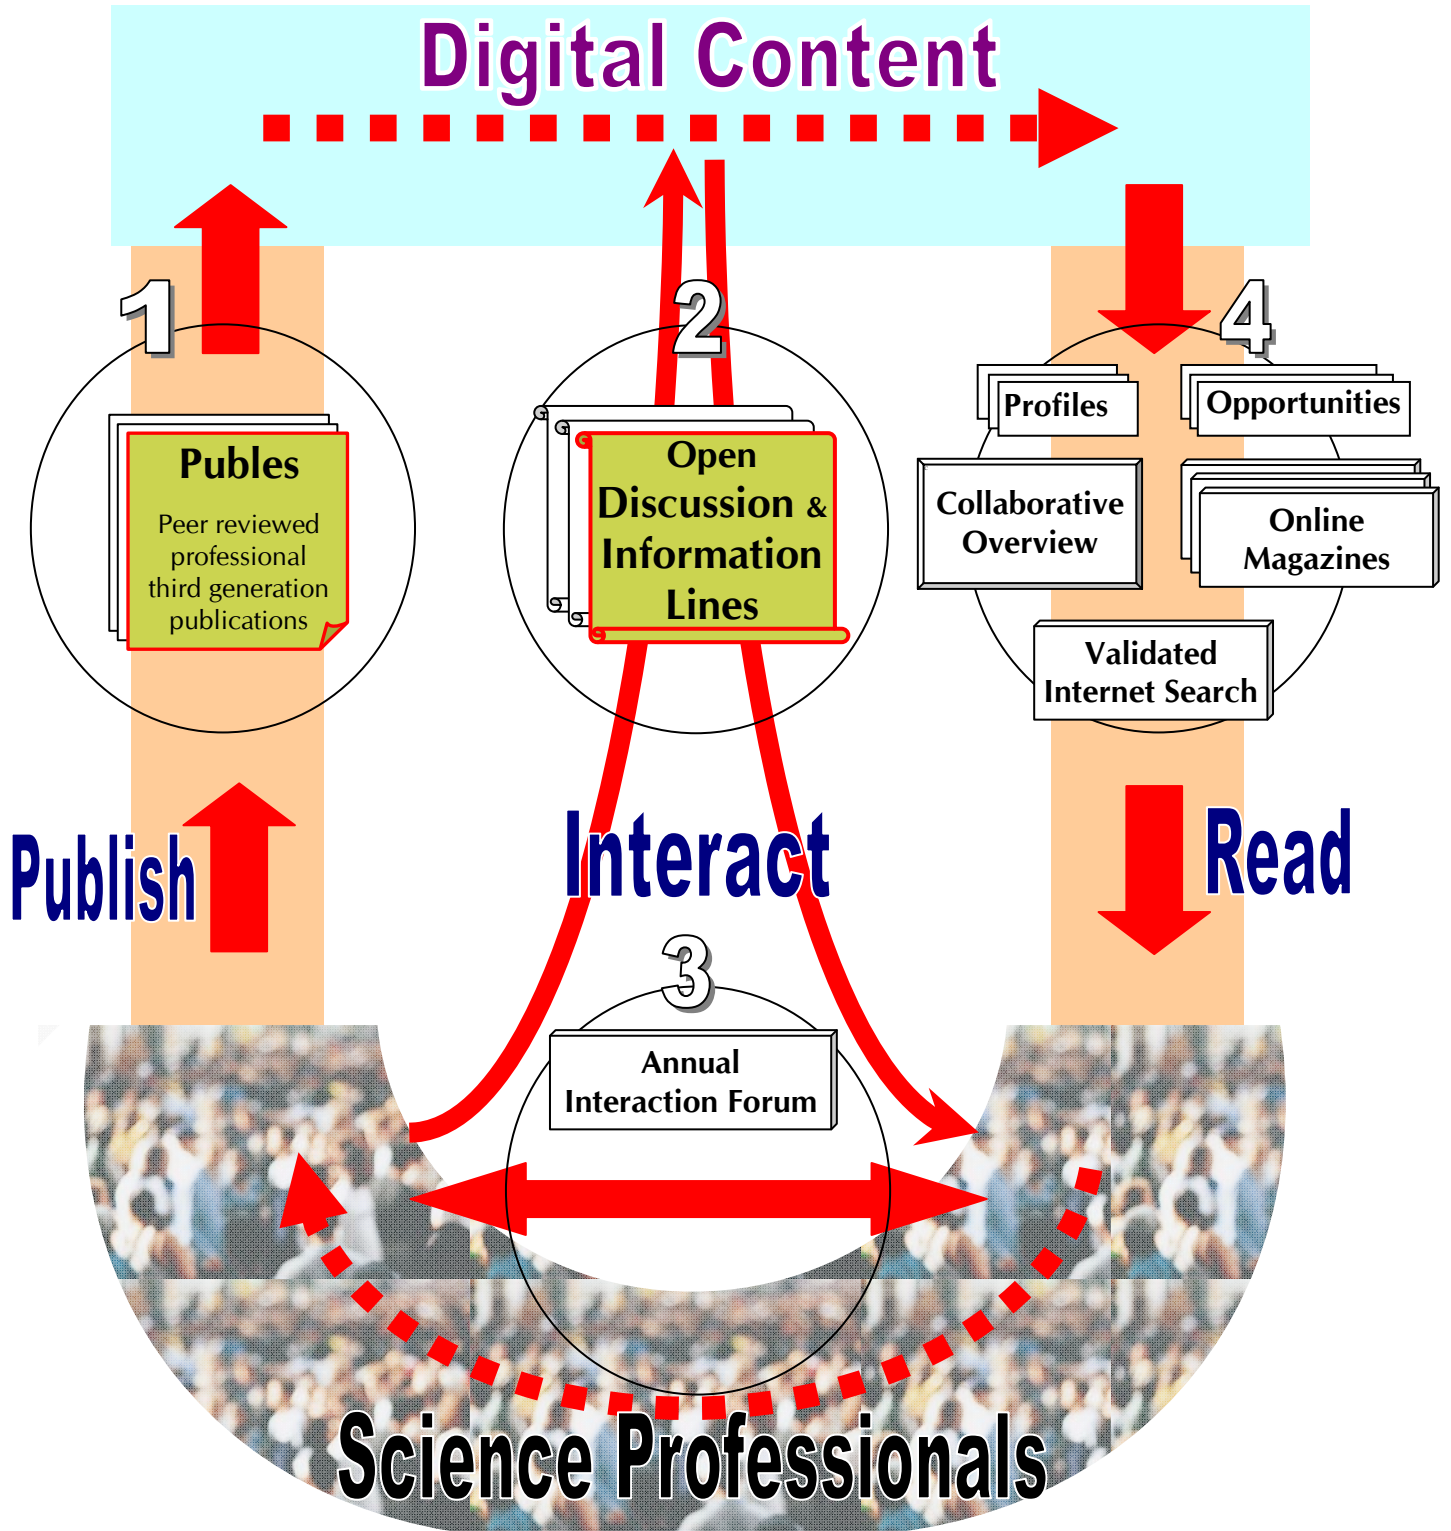 Digital Content
1
2
4
Publes
Peer reviewed
professional
third generation
publications
Open
Discussion &
Information
Lines
Profiles
Opportunities
Collaborative
Overview
Online
Magazines
Validated
Internet Search
Publish
Interact
Read
3
Annual
Interaction Forum
Science Professionals